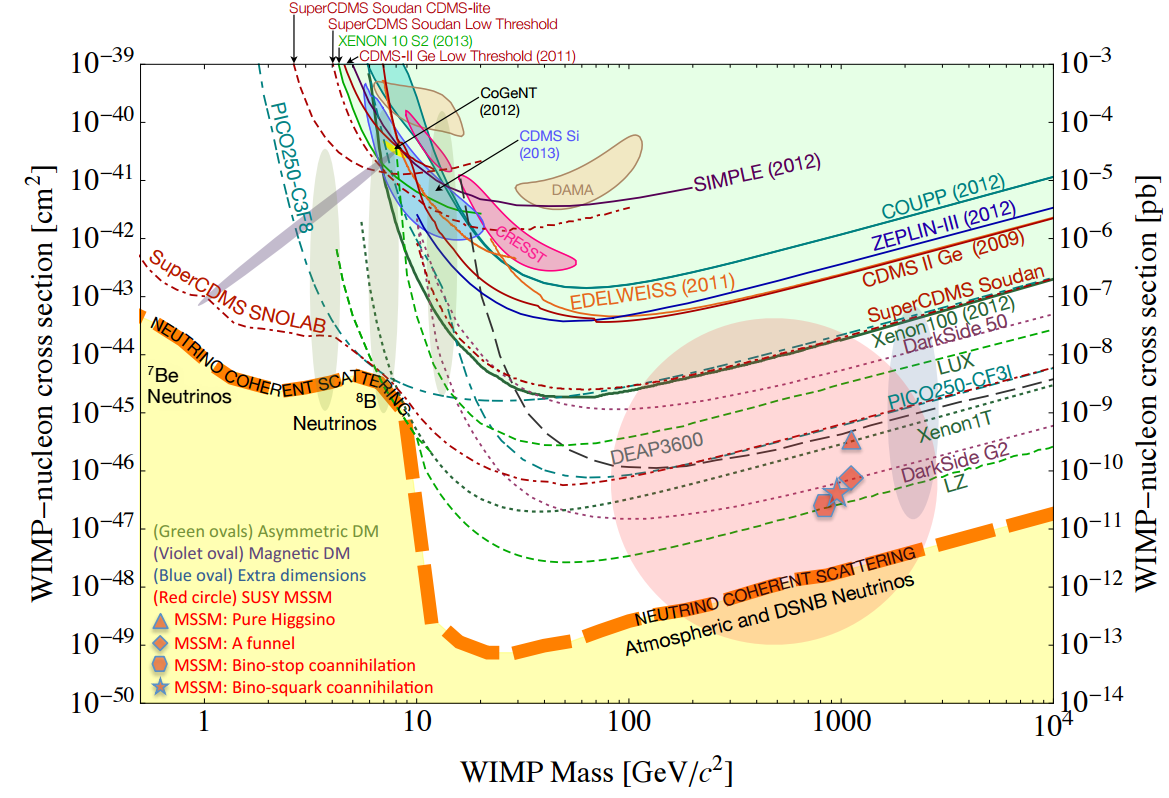 SuperCDMS Soudan CDMS-lite
SuperCDMS Soudan Low Threshold
XENON 10 S2 (2013)
CDMS-II Ge Low Threshold (2011)
10−39
10−40
10−41
10−42
10−43
10−44
10−45
10−46
10−47
10−48
10−49
10−50
WIMP−nucleon cross section [cm2]
CoGeNT
(2012)
CDMS Si
(2013)
PICO250-C3F8
DAMA
SIMPLE (2012)
CRESST
COUPP (2012)
ZEPLIN-III (2012)
EDELWEISS (2011)
CDMS II Ge (2009)
SuperCDMS SNOLAB
SuperCDMS Soudan
Xenon100 (2012)
DarkSide 50
LUX
PICO250-CF3I
DEAP3600
Xenon1T
DarkSide G2
LZ
NEUTRINO COHERENT SCATTERING
7Be
Neutrinos
8B
Neutrinos
NEUTRINO COHERENT SCATTERING
Atmospheric and DSNB Neutrinos
(Green ovals) Asymmetric DM
(Violet oval) Magnetic DM
(Blue oval) Extra dimensions
(Red circle) SUSY MSSM
MSSM: Pure Higgsino
MSSM: A funnel
MSSM: Bino-stop coannihilation
MSSM: Bino-squark coannihilation
10−3
10−4
10−5
10−6
10−7
10−8
10−9
10−10
10−11
10−12
10−13
10−14
WIMP−nucleon cross section [pb]
1
10
100
1000
104
WIMP Mass [GeV/c2]